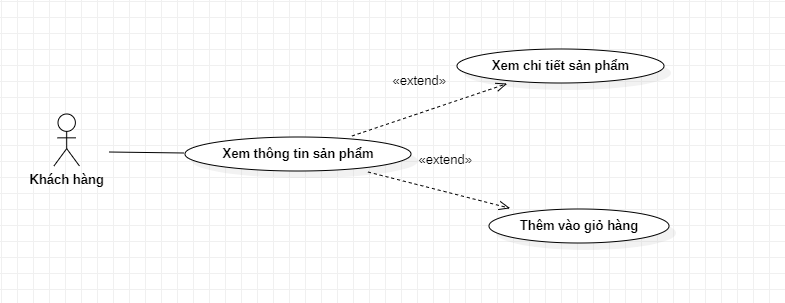 Xem chi tiết sản phẩm
«extend»
Xem thông tin sản phẩm
«extend»
Khách hàng
Thêm vào giỏ hàng